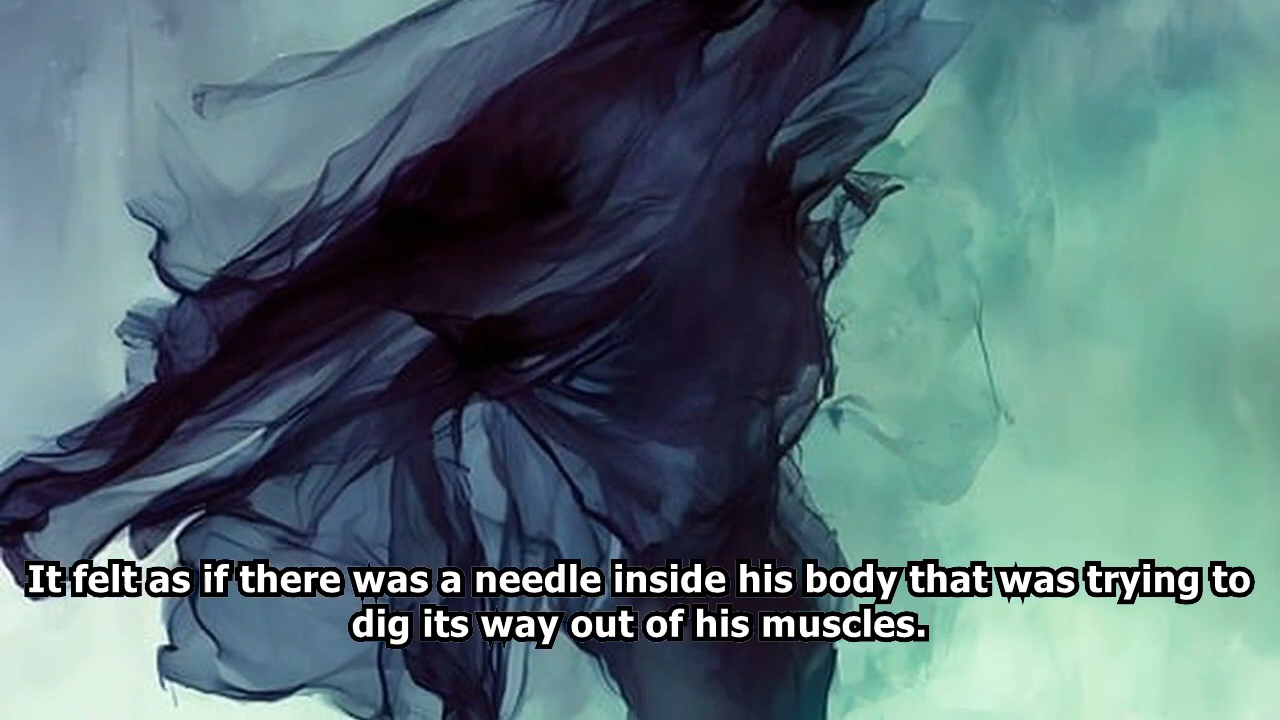 It felt as if there was a needle inside his body that was trying to
dig its way out of his muscles.